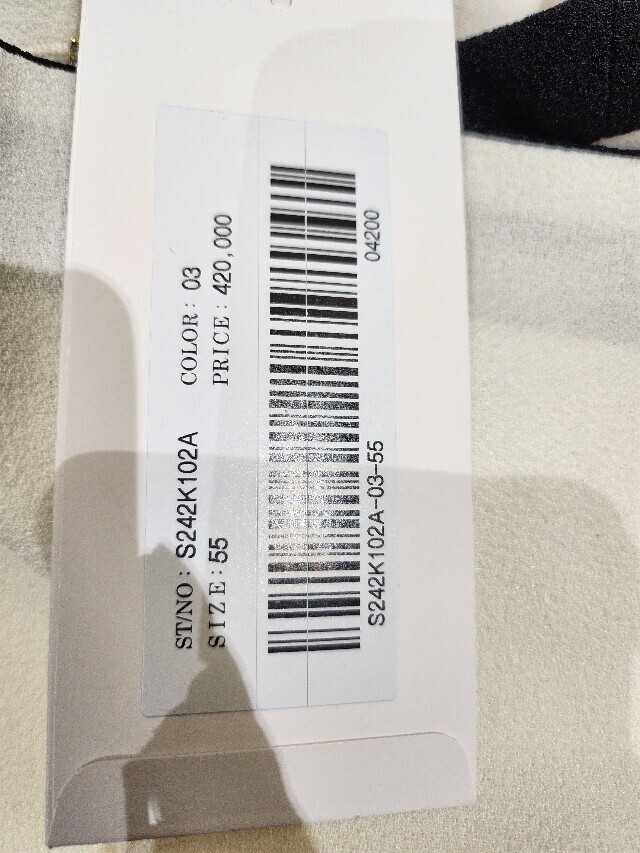 ST/NO : S242K102A COLOR : 03
SIZE : 55 PRICE : 420,000
S242K102A-03-55 04200